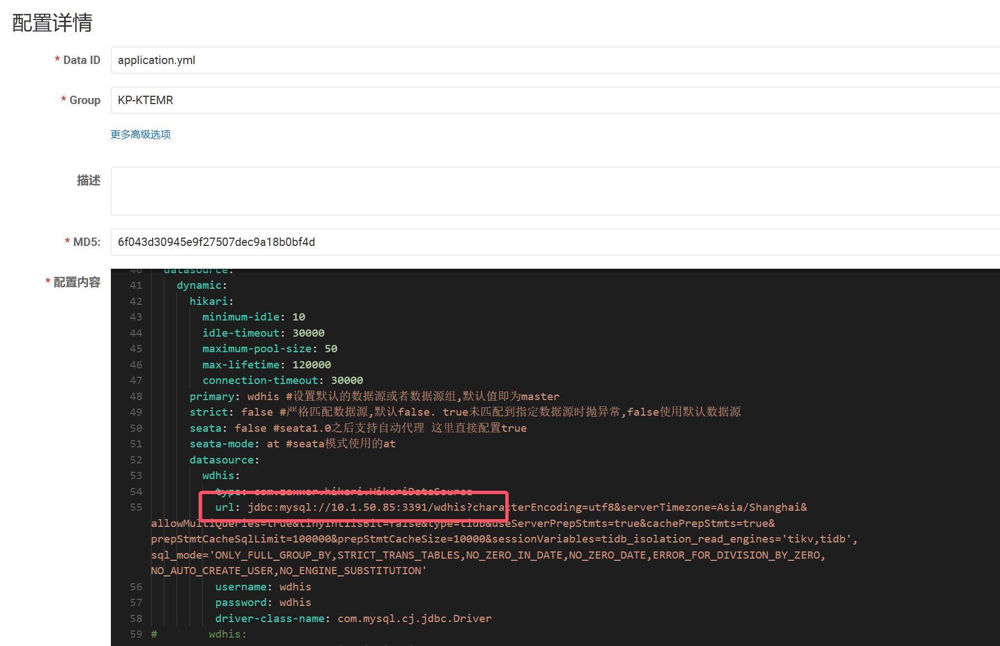 配置详情
* Data ID
application.yml
* Group
KP-KTEMR
更多高级选项
描述
* MD5:
6f043d30945e9f27507dec9a18b0bf4d
* 配置内容
40 datasource:
41 dynamic:
42 hikari:
43 minimum-idle: 10
44 idle-timeout: 30000
45 maximum-pool-size: 50
46 max-lifetime: 120000
47 connection-timeout: 30000
48 primary: wdhis #设置默认的数据源或者数据源组,默认值即为master
49 strict: false #严格匹配数据源,默认false. true未匹配到指定数据源时抛异常,false使用默认数据源
50 seata: false #seata1.0之后支持自动代理 这里直接配置true
51 seata-mode: at #seata模式使用的at
52 datasource:
53 wdhis:
54 type: com.zaxxer.hikari.HikariDataSource
55 url: jdbc:mysql://10.1.50.85:3391/wdhis?characterEncoding=utf8&serverTimezone=Asia/Shanghai&
allowMultiQueries=true&tinyInt1isBit=false&type=tidb&useServerPrepStmts=true&cachePrepStmts=true&
prepStmtCacheSqlLimit=100000&prepStmtCacheSize=10000&sessionVariables=tidb_isolation_read_engines='tikv,tidb',
sql_mode='ONLY_FULL_GROUP_BY,STRICT_TRANS_TABLES,NO_ZERO_IN_DATE,NO_ZERO_DATE,ERROR_FOR_DIVISION_BY_ZERO,
NO_AUTO_CREATE_USER,NO_ENGINE_SUBSTITUTION'
56 username: wdhis
57 password: wdhis
58 driver-class-name: com.mysql.cj.jdbc.Driver
59 # wdhis: